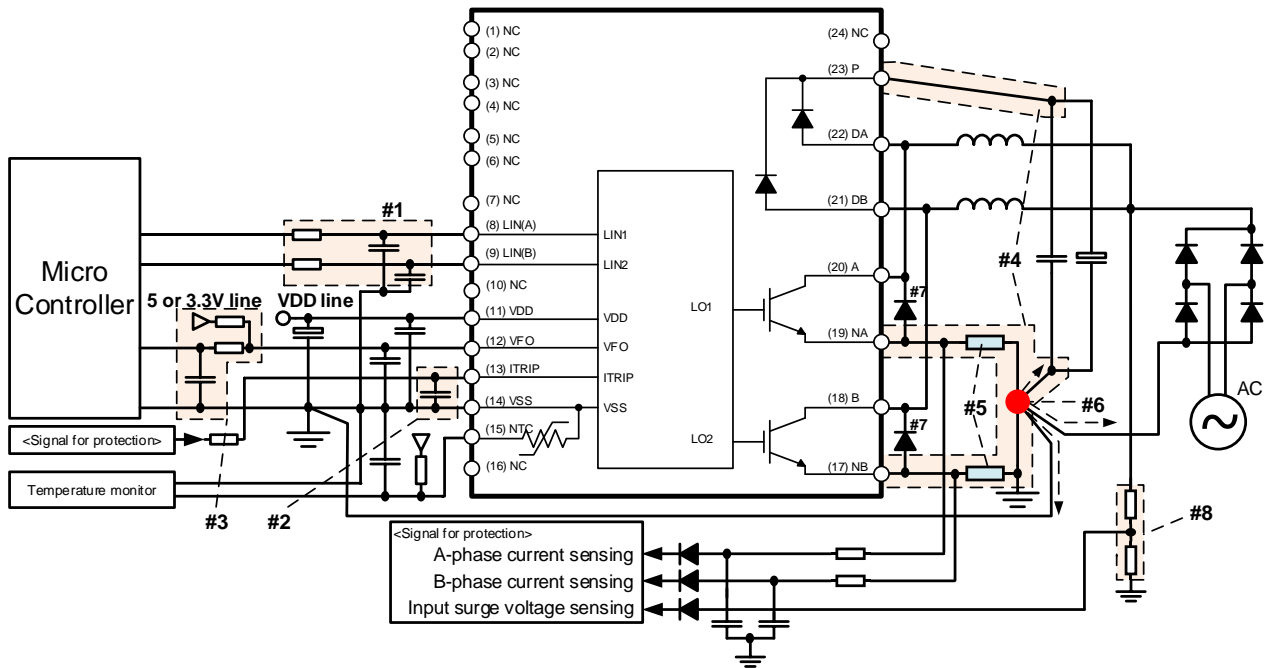 (1) NC
(2) NC
(3) NC
(4) NC
(5) NC
(6) NC
(7) NC
(8) LIN(A)
(9) LIN(B)
(10) NC
(11) VDD
(12) VFO
(13) ITRIP
(14) VSS
(15) NTC
(16) NC
(24) NC
(23) P
(22) DA
(21) DB
(20) A
(19) NA
(18) B
(17) NB
LIN1
LIN2
VDD
VFO
ITRIP
VSS
LO1
LO2
Micro
Controller
#1
5 or 3.3V line
VDD line
<Signal for protection>
Temperature monitor
#3
#2
#4
#7
#5
#7
#6
AC
#8
<Signal for protection>
A-phase current sensing
B-phase current sensing
Input surge voltage sensing